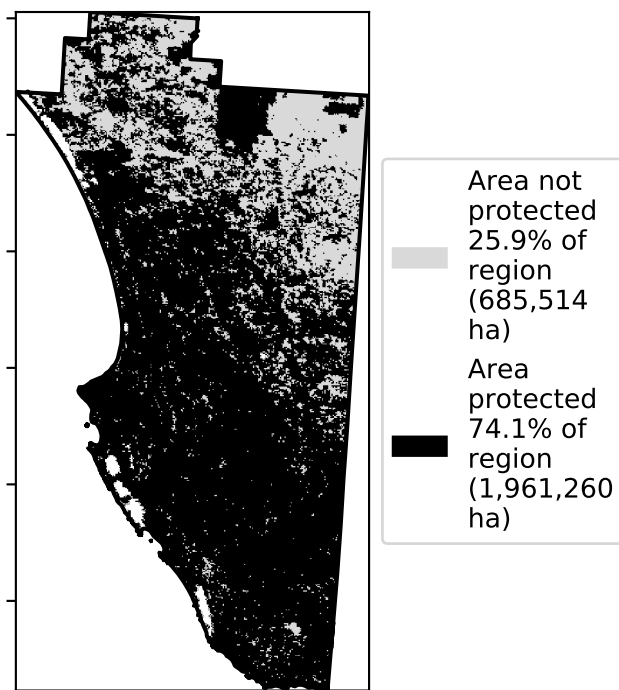 Area not
protected
25.9% of
region
(685,514
ha)
Area
protected
74.1% of
region
(1,961,260
ha)